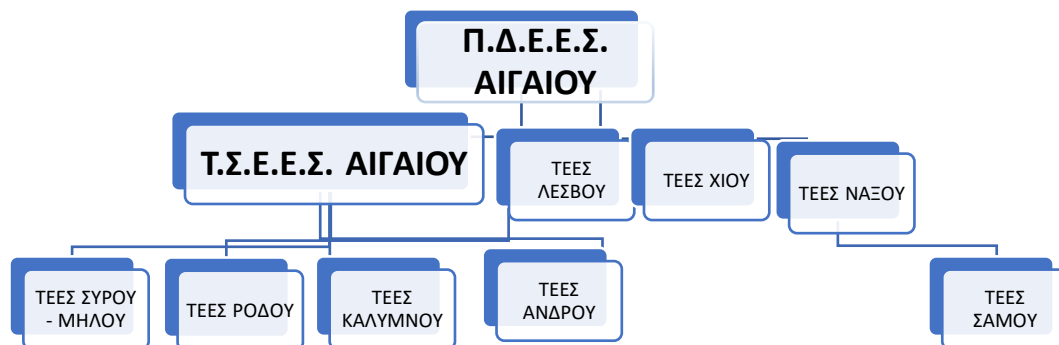 Π.Δ.Ε.Ε.Σ.
ΑΙΓΑΙΟΥ
Τ.Σ.Ε.Ε.Σ. ΑΙΓΑΙΟΥ
ΤΕΕΣ
ΛΕΣΒΟΥ
ΤΕΕΣ ΧΙΟΥ
ΤΕΕΣ ΝΑΞΟΥ
ΤΕΕΣ ΣΥΡΟΥ
- ΜΗΛΟΥ
ΤΕΕΣ ΡΟΔΟΥ
ΤΕΕΣ
ΚΑΛΥΜΝΟΥ
ΤΕΕΣ
ΑΝΔΡΟΥ
ΤΕΕΣ
ΣΑΜΟΥ